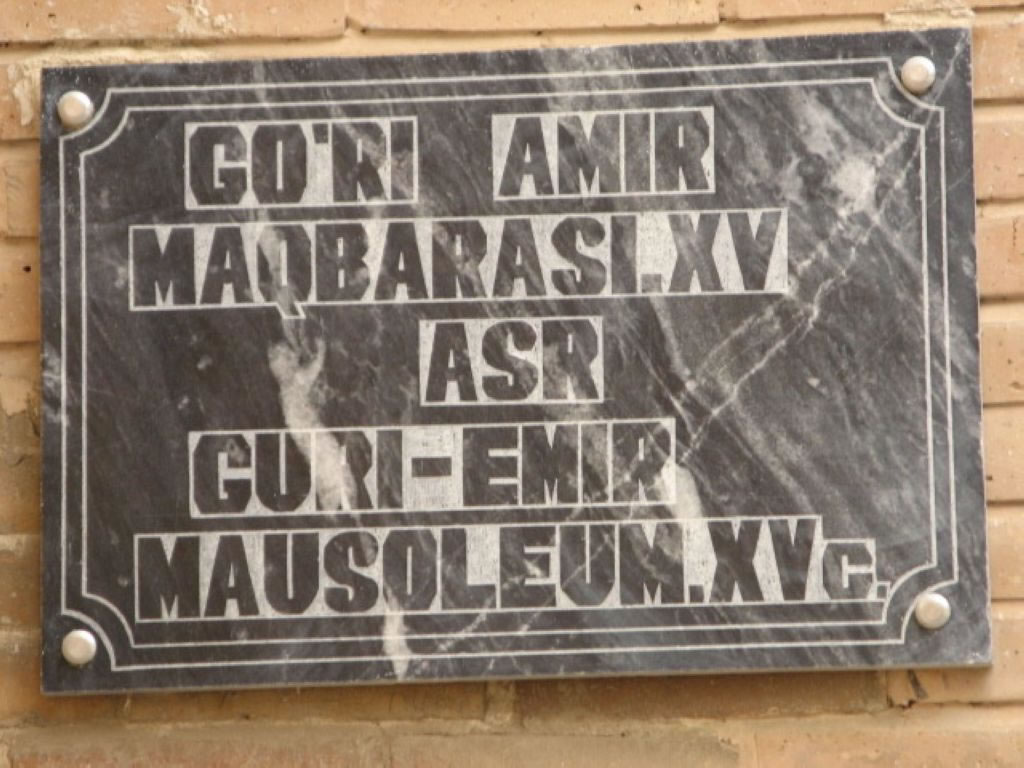 GO'RI AMIR
MAQBARASI.XV
ASR
GURI-EMIR
MAUSOLEUM.XVc.